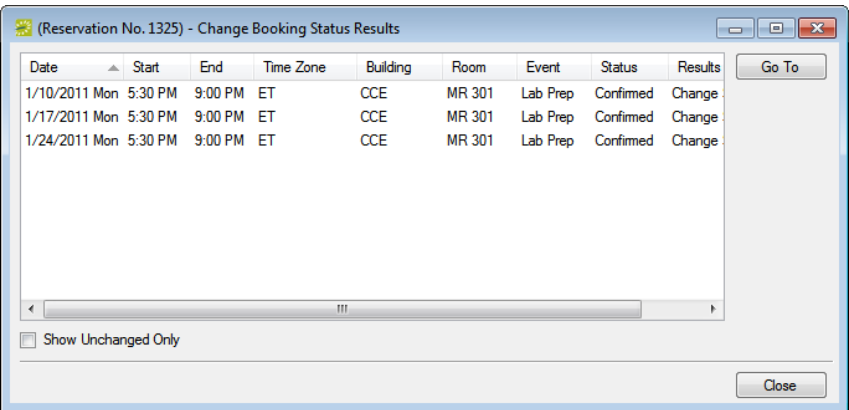 (Reservation No. 1325) - Change Booking Status Results
Date Start End Time Zone Building Room Event Status Results Go To
1/10/2011 Mon 5:30 PM 9:00 PM ET CCE MR 301 Lab Prep Confirmed Change
1/17/2011 Mon 5:30 PM 9:00 PM ET CCE MR 301 Lab Prep Confirmed Change
1/24/2011 Mon 5:30 PM 9:00 PM ET CCE MR 301 Lab Prep Confirmed Change
Show Unchanged Only
Close